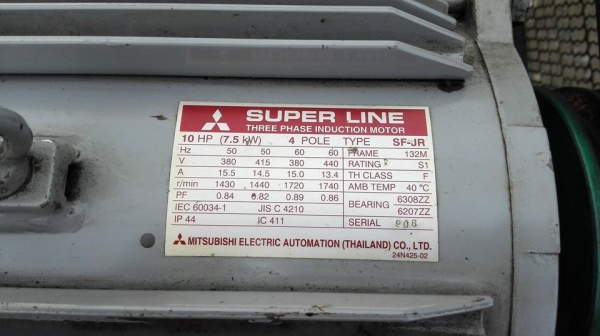 SUPER LINE
THREE PHASE INDUCTION MOTOR
10 HP (7.5 kW) 4 POLE TYPE SF-JR
Hz 50 50 60 60 FRAME 132M
V 380 415 380 440 RATING S1
A 15.5 14.5 15.0 13.4 TH CLASS F
r/min 1430 1440 1720 1740 AMB TEMP 40 °C
PF 0.84 0.82 0.89 0.86 BEARING 6308ZZ
6207ZZ
IEC 60034-1 JIS C 4210
IP 44 IC 411 SERIAL 806
MITSUBISHI ELECTRIC AUTOMATION (THAILAND) CO., LTD.
24N425-02